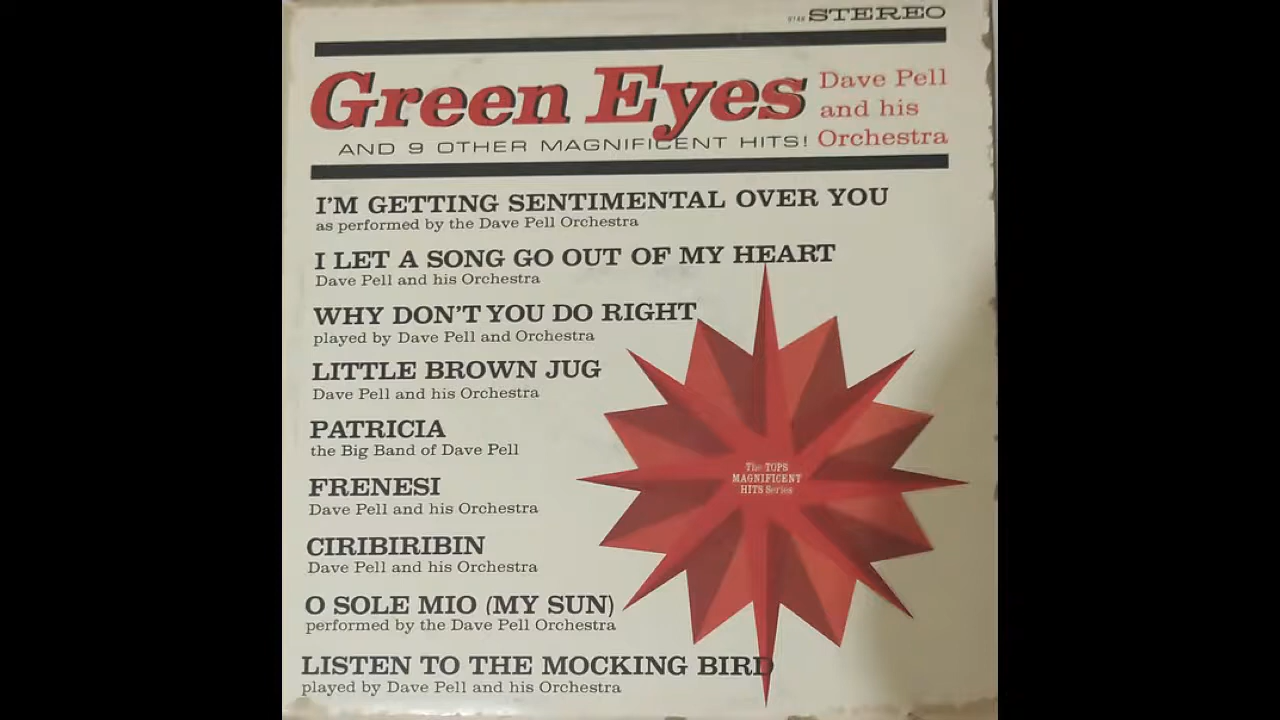 STEREO
Green Eyes
AND 9 OTHER MAGNIFICENT HITS!
Dave Pell
and his
Orchestra
I'M GETTING SENTIMENTAL OVER YOU
as performed by the Dave Pell Orchestra
I LET A SONG GO OUT OF MY HEART
Dave Pell and his Orchestra
WHY DON'T YOU DO RIGHT
played by Dave Pell and Orchestra
LITTLE BROWN JUG
Dave Pell and his Orchestra
PATRICIA
the Big Band of Dave Pell
FRENESI
Dave Pell and his Orchestra
CIRIBIRIBIN
Dave Pell and his Orchestra
O SOLE MIO (MY SUN)
performed by the Dave Pell Orchestra
LISTEN TO THE MOCKING BIRD
played by Dave Pell and his Orchestra
The TOPS
MAGNIFICENT
HITS Series